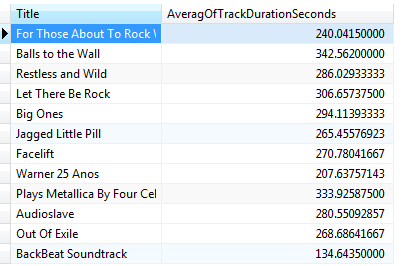 Title AveragOfTrackDurationSeconds
For Those About To Rock 240.04150000
Balls to the Wall 342.56200000
Restless and Wild 286.02933333
Let There Be Rock 306.65737500
Big Ones 294.11393333
Jagged Little Pill 265.45576923
Facelift 270.78041667
Warner 25 Anos 207.63757143
Plays Metallica By Four Cel 333.92587500
Audioslave 280.55092857
Out Of Exile 268.68641667
BackBeat Soundtrack 134.64350000